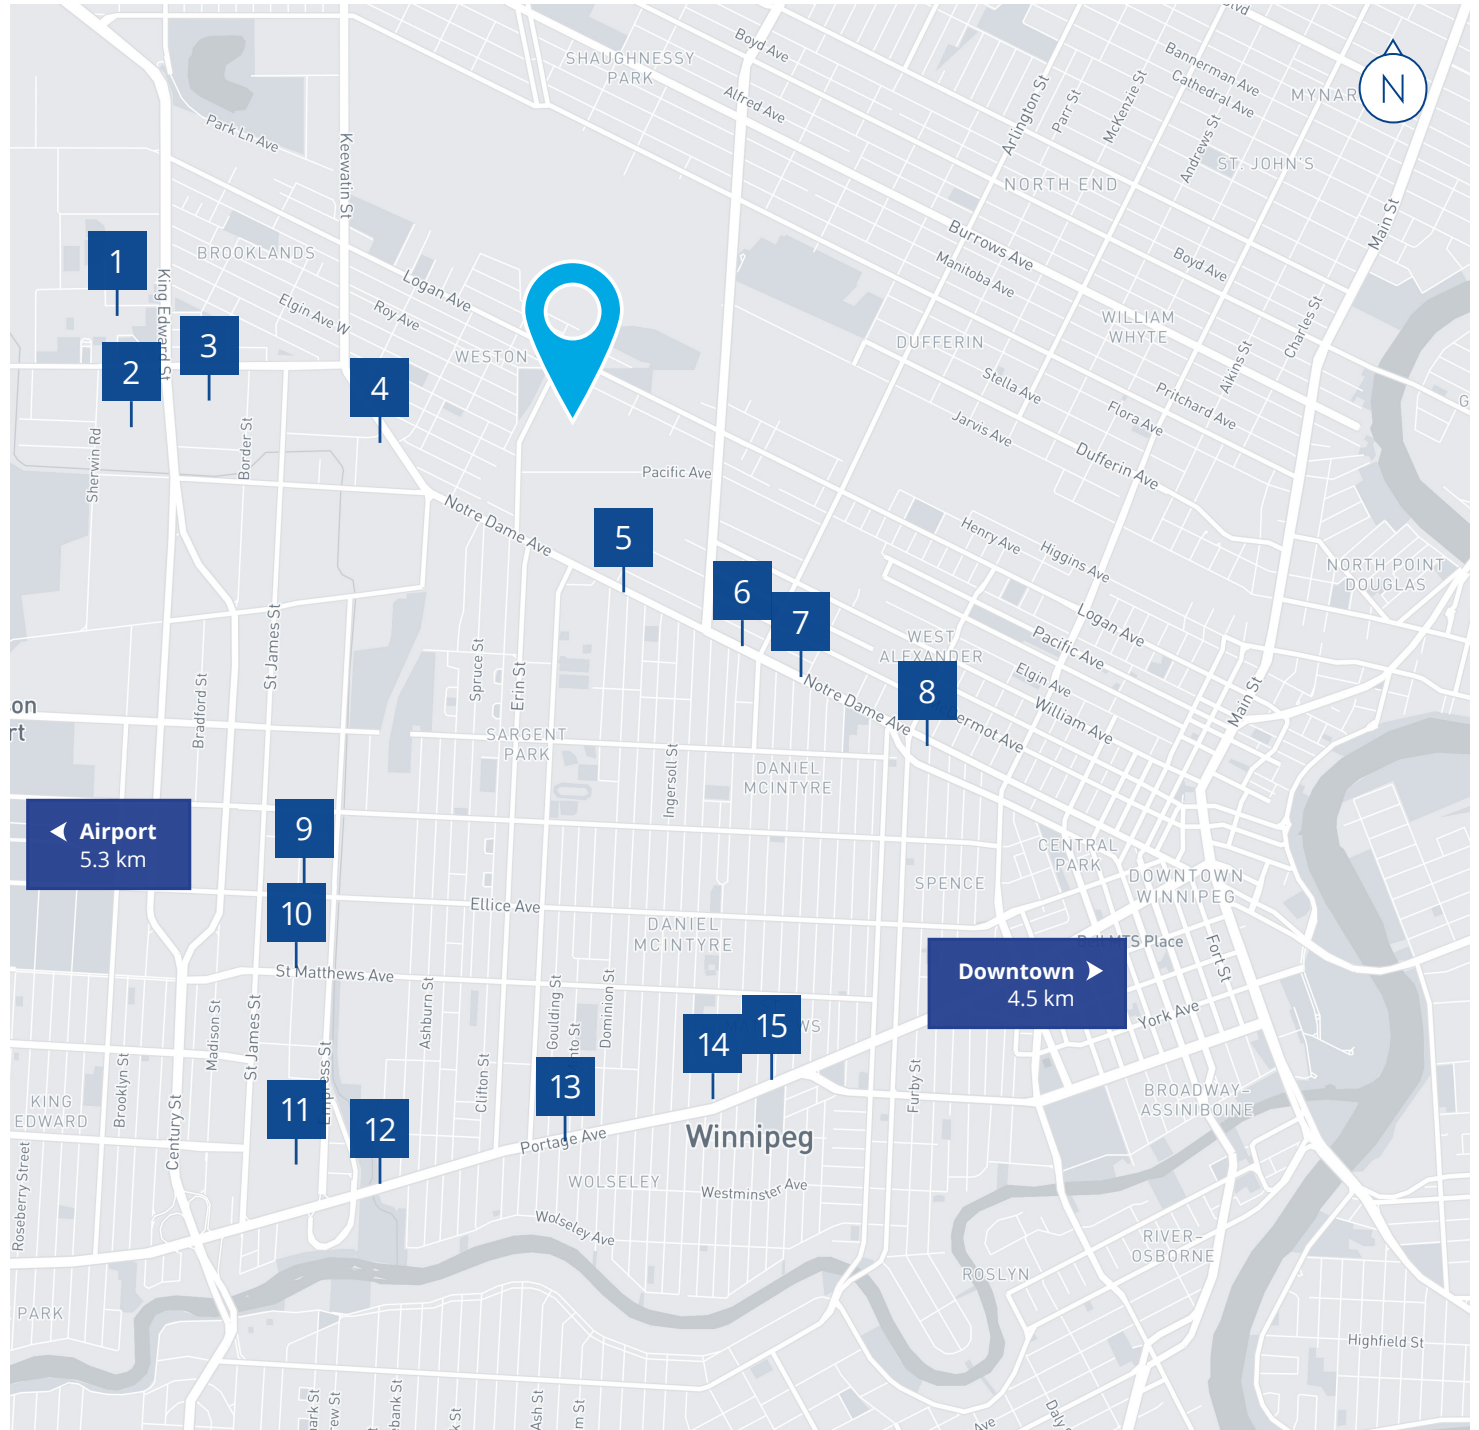 Boyd Ave
SHAUGHNESSY
PARK
Bannerman Ave
Cathedral Ave
N
Alfred Ave
Arlington St
Parr St
McKenzie St
Andrews St
ST. JOHN'S
Park Ln Ave
Keewatin St
NORTH END
Main St
BROOKLANDS
Burrows Ave
Manitoba Ave
Boyd Ave
1
King Edward St
Logan Ave
Elgin Ave W
Roy Ave
WILLIAM
WHYTE
Charles St
3
DUFFERIN
WESTON
2
4
Aikins St
Stella Ave
Pritchard Ave
Flora Ave
Jarvis Ave
Dufferin Ave
Sherwin Rd
Border St
Pacific Ave
Notre Dame Ave
5
Henry Ave
Higgins Ave
NORTH POINT
DOUGLAS
6
7
Logan Ave
Pacific Ave
WEST
ALEXANDER
Elgin Ave
William Ave
8
Notre Dame Ave
St James St
Spruce St
Erin St
Bradford St
Main St
SARGENT
PARK
Ingersoll St
DANIEL
MCINTYRE
9
Airport
5.3 km
CENTRAL
PARK
SPENCE
DOWNTOWN
WINNIPEG
10
Ellice Ave
DANIEL
MCINTYRE
Fort St
Downtown
4.5 km
St Matthews Ave
York Ave
Madison St
St James St
Ashburn St
Goulding St
Dominion St
14
15
Brooklyn St
Clifton St
Furby St
13
KING
EDWARD
11
12
Century St
BROADWAY-
ASSINIBOINE
Portage Ave
Winnipeg
Roseberry Street
WOLSELEY
Westminster Ave
Wolseley Ave
RIVER-
OSBORNE
ROSLYN
PARK
Highfield St
Ash St